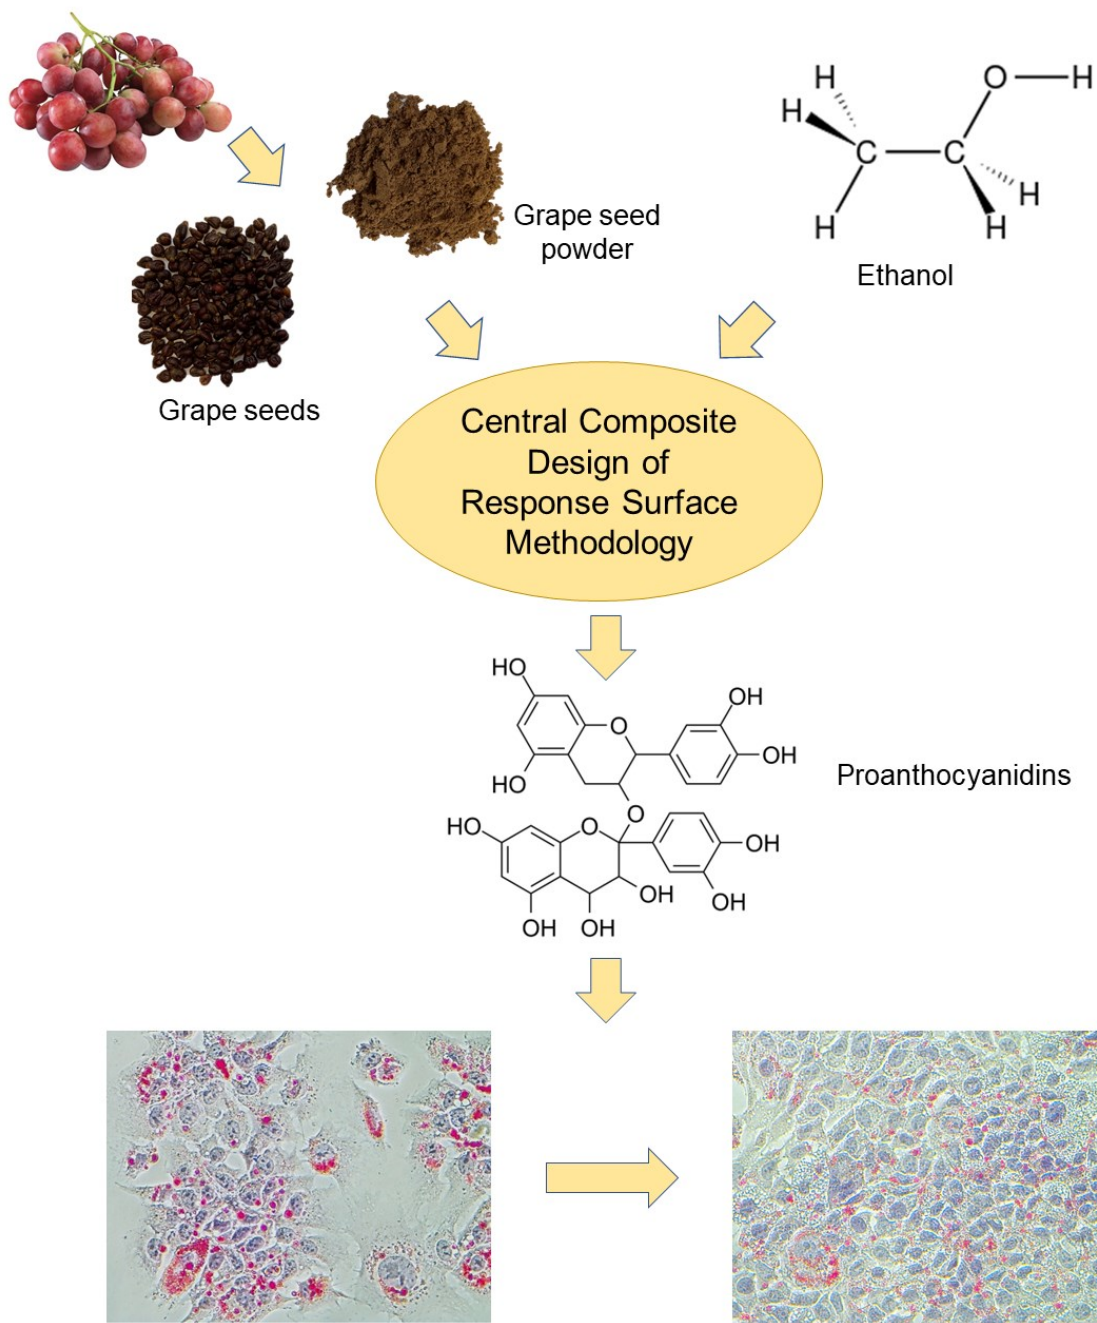 H
O
H
H
C
C
H
H
H
Grape seed
powder
Ethanol
Grape seeds
Central Composite
Design of
Response Surface
Methodology
HO
OH
O
OH
HO
O
Proanthocyanidins
HO
O
OH
OH
OH
OH
OH